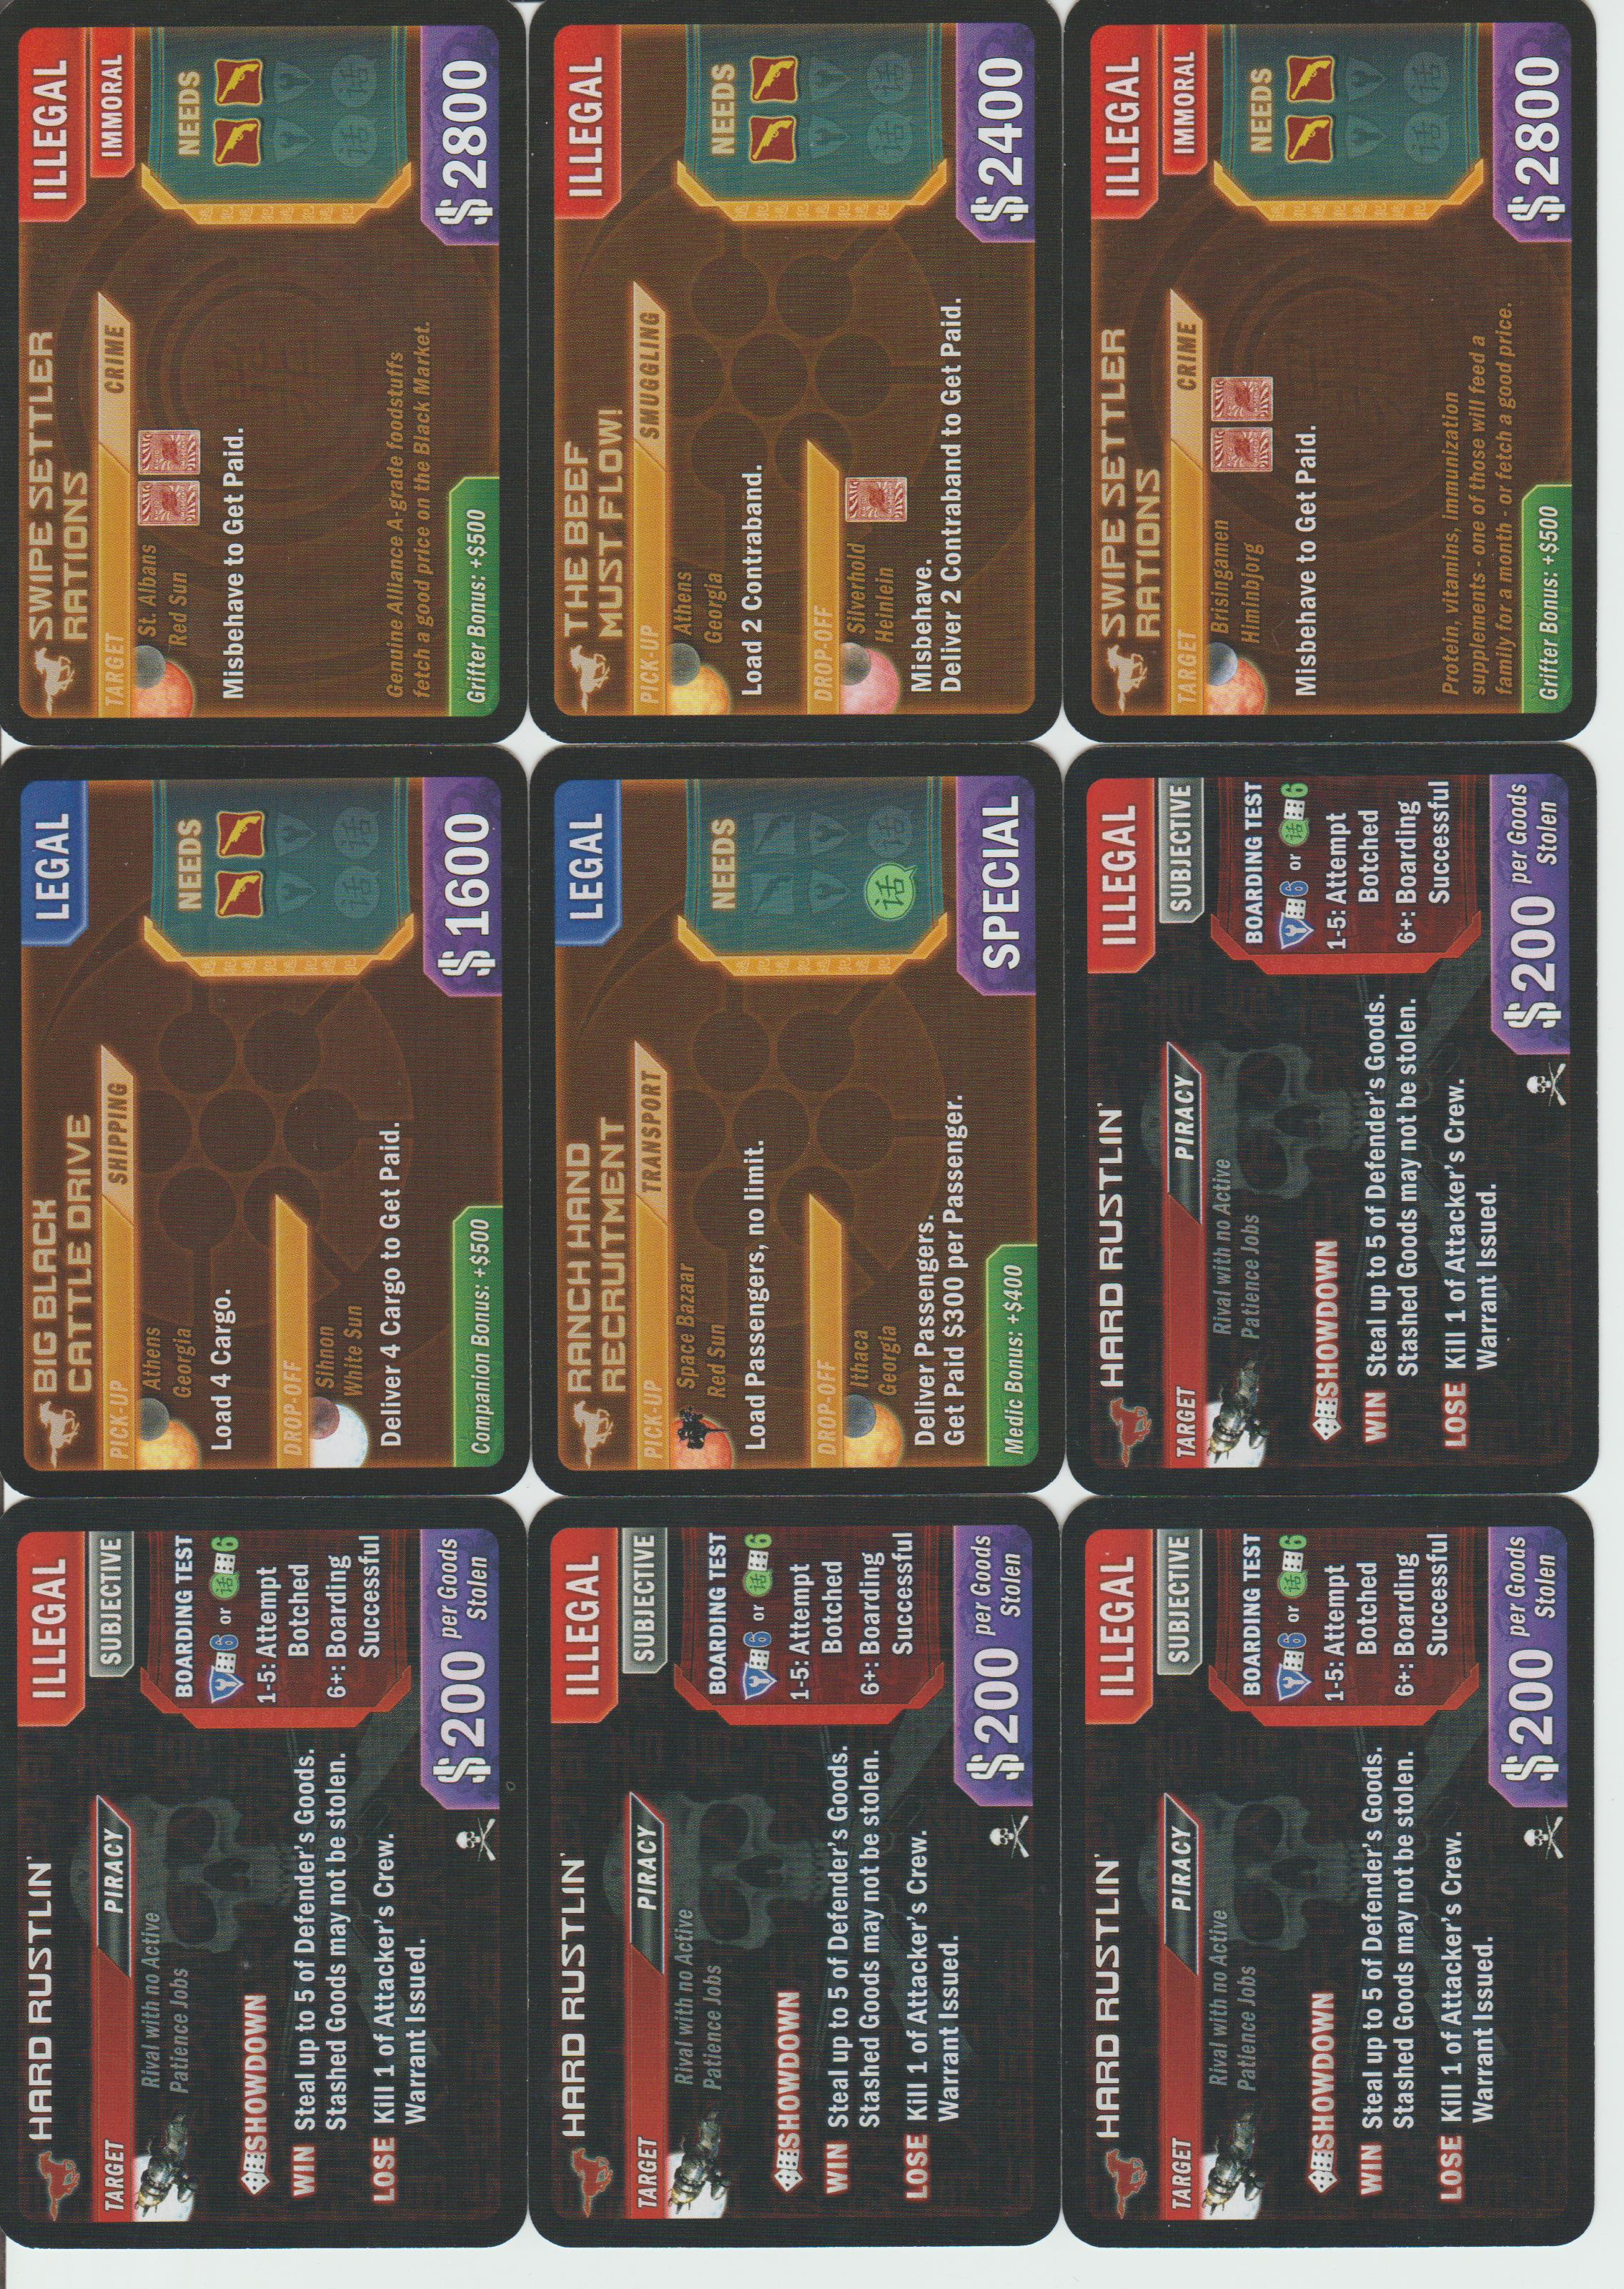 HARD RUSTLIN'
ILLEGAL
SUBJECTIVE
TARGET
PIRACY
Rival with no Active
Patience Jobs
BOARDING TEST
6 or 话 6
1-5: Attempt
Botched
6+: Boarding
Successful
SHOWDOWN
WIN Steal up to 5 of Defender's Goods.
Stashed Goods may not be stolen.
LOSE Kill 1 of Attacker's Crew.
Warrant Issued.
$200 per Goods
Stolen
BIG BLACK
CATTLE DRIVE
LEGAL
PICK-UP
SHIPPING
Athens
Georgia
Load 4 Cargo.
DROP-OFF
Sihnon
White Sun
Deliver 4 Cargo to Get Paid.
NEEDS
话 话
Companion Bonus: +$500
$1600
SWIPE SETTLER
RATIONS
ILLEGAL
IMMORAL
TARGET
CRIME
St. Albans
Red Sun
Misbehave to Get Paid.
NEEDS
话 话
Genuine Alliance A-grade foodstuffs
fetch a good price on the Black Market.
Grifter Bonus: +$500
$2800
HARD RUSTLIN'
ILLEGAL
SUBJECTIVE
TARGET
PIRACY
Rival with no Active
Patience Jobs
BOARDING TEST
6 or 话 6
1-5: Attempt
Botched
6+: Boarding
Successful
SHOWDOWN
WIN Steal up to 5 of Defender's Goods.
Stashed Goods may not be stolen.
LOSE Kill 1 of Attacker's Crew.
Warrant Issued.
$200 per Goods
Stolen
RANCH HAND
RECRUITMENT
LEGAL
PICK-UP
TRANSPORT
Space Bazaar
Red Sun
Load Passengers, no limit.
DROP-OFF
Ithaca
Georgia
Deliver Passengers.
Get Paid $300 per Passenger.
NEEDS
话 话
Medic Bonus: +$400
SPECIAL
THE BEEF
MUST FLOW!
ILLEGAL
PICK-UP
SMUGGLING
Athens
Georgia
Load 2 Contraband.
DROP-OFF
Silverhold
Heinlein
Misbehave.
Deliver 2 Contraband to Get Paid.
NEEDS
话 话
$2400
HARD RUSTLIN'
ILLEGAL
SUBJECTIVE
TARGET
PIRACY
Rival with no Active
Patience Jobs
BOARDING TEST
6 or 话 6
1-5: Attempt
Botched
6+: Boarding
Successful
SHOWDOWN
WIN Steal up to 5 of Defender's Goods.
Stashed Goods may not be stolen.
LOSE Kill 1 of Attacker's Crew.
Warrant Issued.
$200 per Goods
Stolen
HARD RUSTLIN'
ILLEGAL
SUBJECTIVE
TARGET
PIRACY
Rival with no Active
Patience Jobs
BOARDING TEST
6 or 话 6
1-5: Attempt
Botched
6+: Boarding
Successful
SHOWDOWN
WIN Steal up to 5 of Defender's Goods.
Stashed Goods may not be stolen.
LOSE Kill 1 of Attacker's Crew.
Warrant Issued.
$200 per Goods
Stolen
SWIPE SETTLER
RATIONS
ILLEGAL
IMMORAL
TARGET
CRIME
Brisingamen
Himinbjorg
Misbehave to Get Paid.
NEEDS
话 话
Protein, vitamins, immunization
supplements - one of those will feed a
family for a month - or fetch a good price.
Grifter Bonus: +$500
$2800